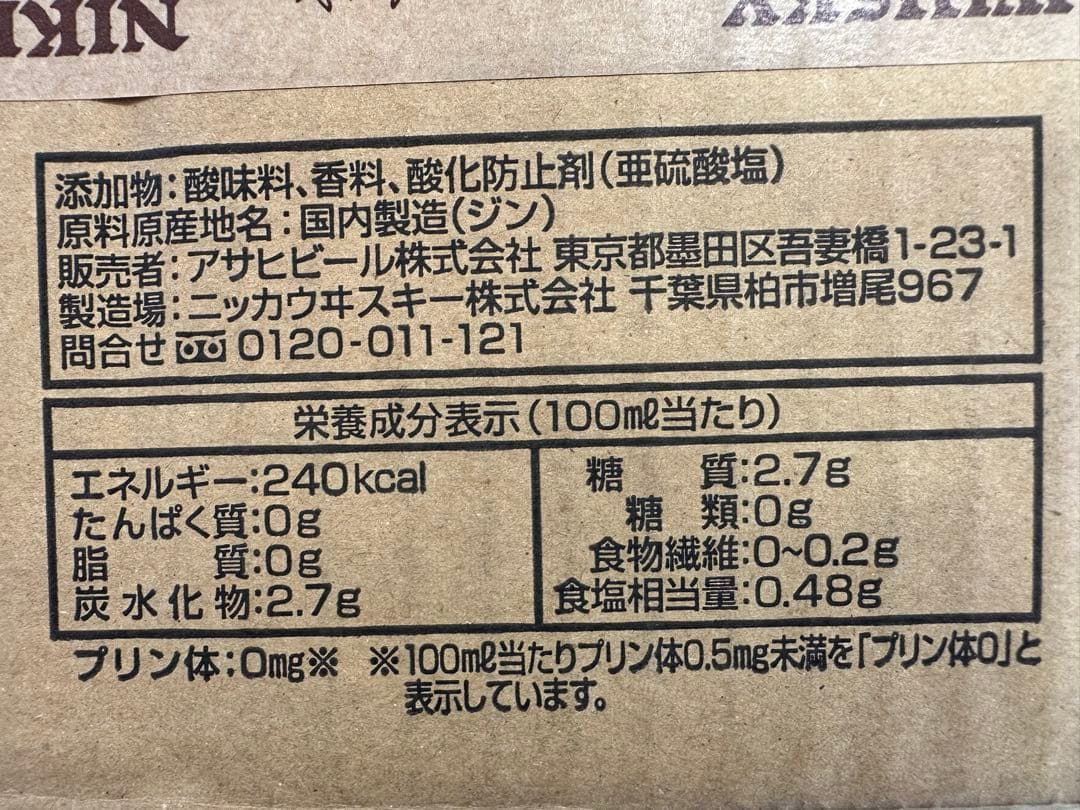 NIKK
WHISKY
添加物:酸味料、香料、酸化防止剤(亜硫酸塩)
原料原産地名:国内製造(ジン)
販売者:アサヒビール株式会社 東京都墨田区吾妻橋1-23-1
製造場:ニッカウヰスキー株式会社 千葉県柏市増尾967
問合せ 0120-011-121
栄養成分表示(100mℓ当たり)
エネルギー:240kcal
たんぱく質:0g
脂質:0g
炭水化物:2.7g
糖質:2.7g
糖類:0g
食物繊維:0~0.2g
食塩相当量:0.48g
プリン体:0mg※ ※100mℓ当たりプリン体0.5mg未満を「プリン体0」と
表示しています。